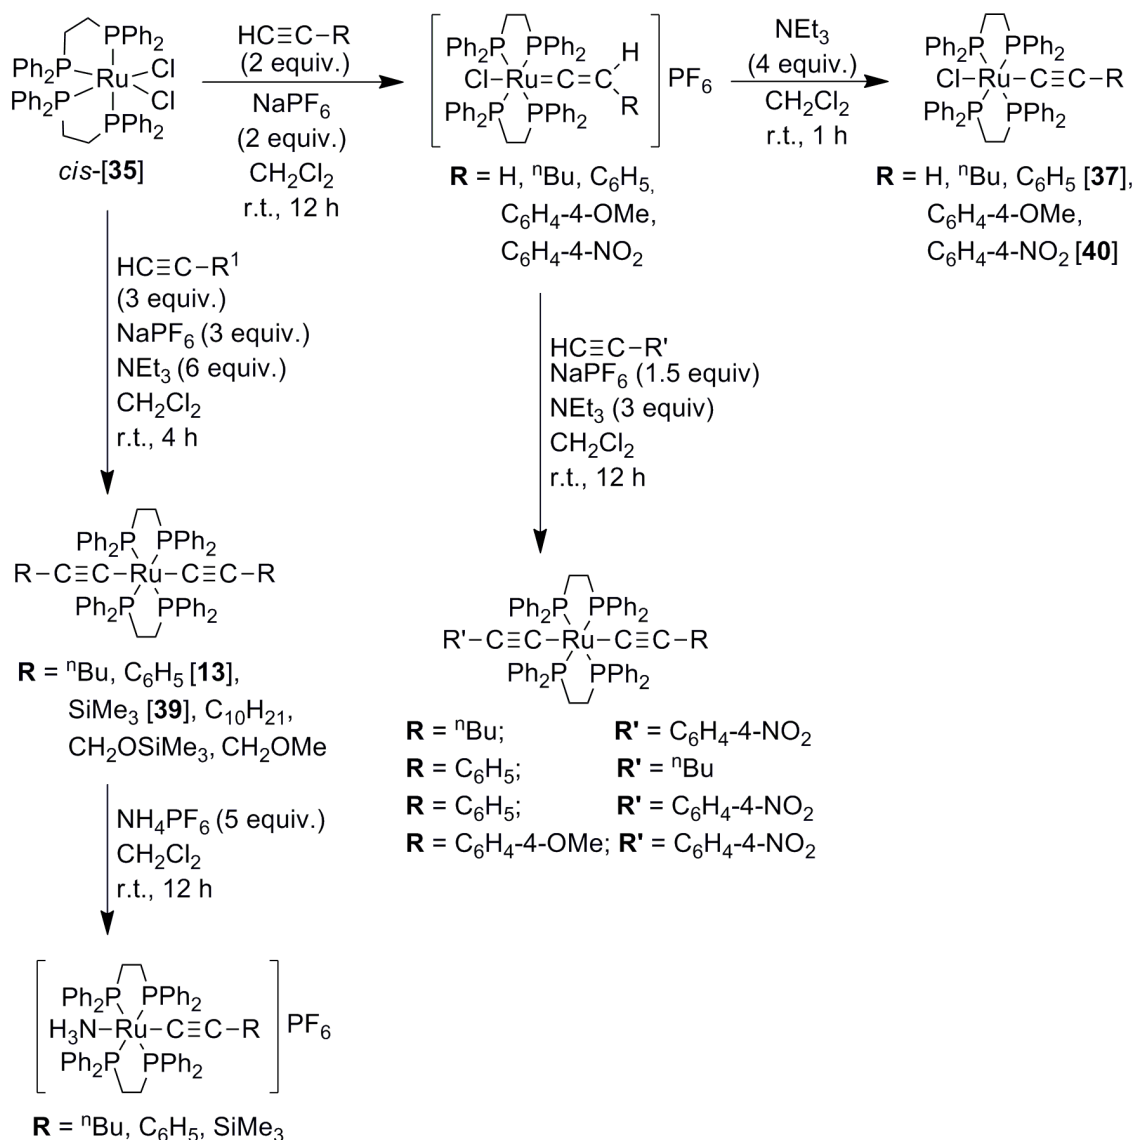 PPh2
Ph2P
Ru
Cl
Ph2P
Cl
PPh2
cis-[35]
HC≡C–R
(2 equiv.)
NaPF6
(2 equiv.)
CH2Cl2
r.t., 12 h
Ph2P PPh2
H
Cl–Ru=C=C
R
Ph2P PPh2
PF6
R = H, nBu, C6H5,
C6H4-4-OMe,
C6H4-4-NO2
NEt3
(4 equiv.)
CH2Cl2
r.t., 1 h
Ph2P PPh2
Cl–Ru–C≡C–R
Ph2P PPh2
R = H, nBu, C6H5 [37],
C6H4-4-OMe,
C6H4-4-NO2 [40]
HC≡C–R1
(3 equiv.)
NaPF6 (3 equiv.)
NEt3 (6 equiv.)
CH2Cl2
r.t., 4 h
HC≡C–R'
NaPF6 (1.5 equiv)
NEt3 (3 equiv)
CH2Cl2
r.t., 12 h
Ph2P PPh2
R–C≡C–Ru–C≡C–R
Ph2P PPh2
R = nBu, C6H5 [13],
SiMe3 [39], C10H21,
CH2OSiMe3, CH2OMe
Ph2P PPh2
R'–C≡C–Ru–C≡C–R
Ph2P PPh2
R = nBu; R' = C6H4-4-NO2
R = C6H5; R' = nBu
R = C6H5; R' = C6H4-4-NO2
R = C6H4-4-OMe; R' = C6H4-4-NO2
NH4PF6 (5 equiv.)
CH2Cl2
r.t., 12 h
Ph2P PPh2
H3N–Ru–C≡C–R
Ph2P PPh2
PF6
R = nBu, C6H5, SiMe3